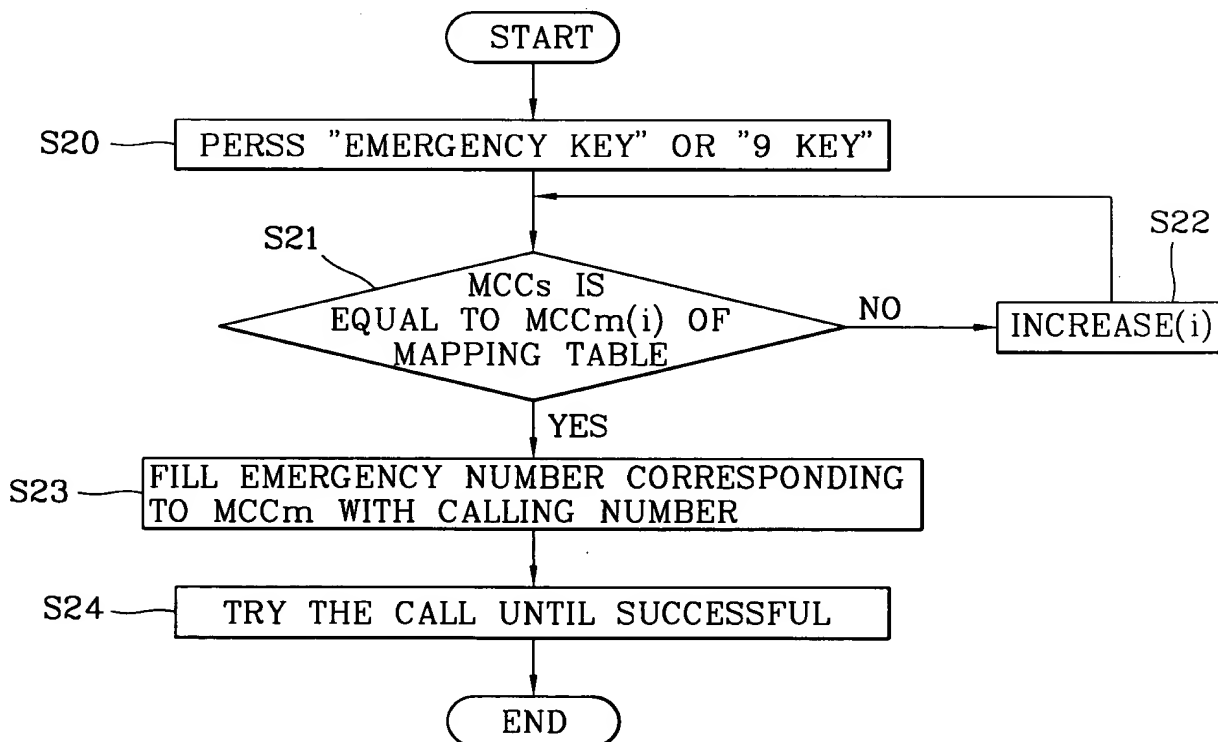 START
S20
PERSS "EMERGENCY KEY" OR "9 KEY"
S21
S22
MCCs IS
EQUAL TO MCCm(i) OF
MAPPING TABLE
NO
INCREASE(i)
YES
S23
FILL EMERGENCY NUMBER CORRESPONDING
TO MCCm WITH CALLING NUMBER
S24
TRY THE CALL UNTIL SUCCESSFUL
END